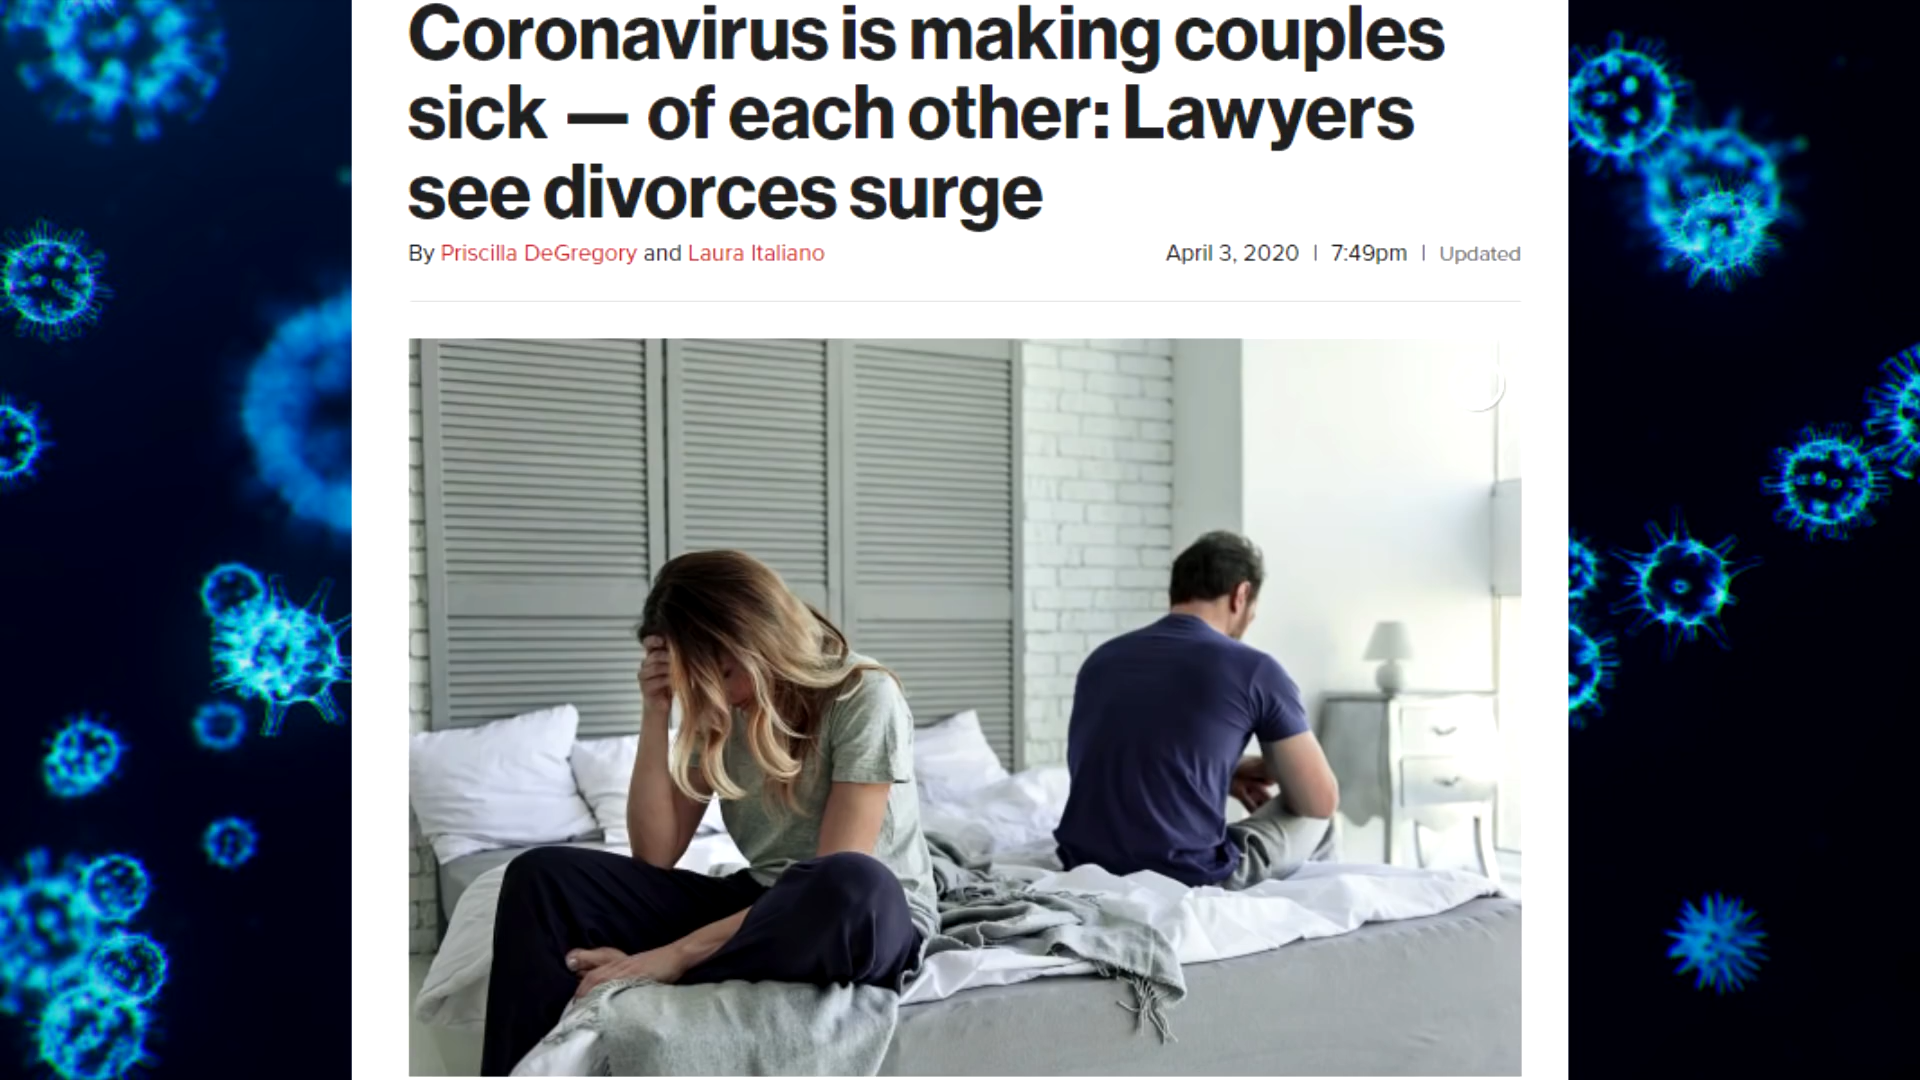 Coronavirus is making couples
sick — of each other: Lawyers
see divorces surge
By Priscilla DeGregory and Laura Italiano April 3, 2020 | 7:49pm | Updated